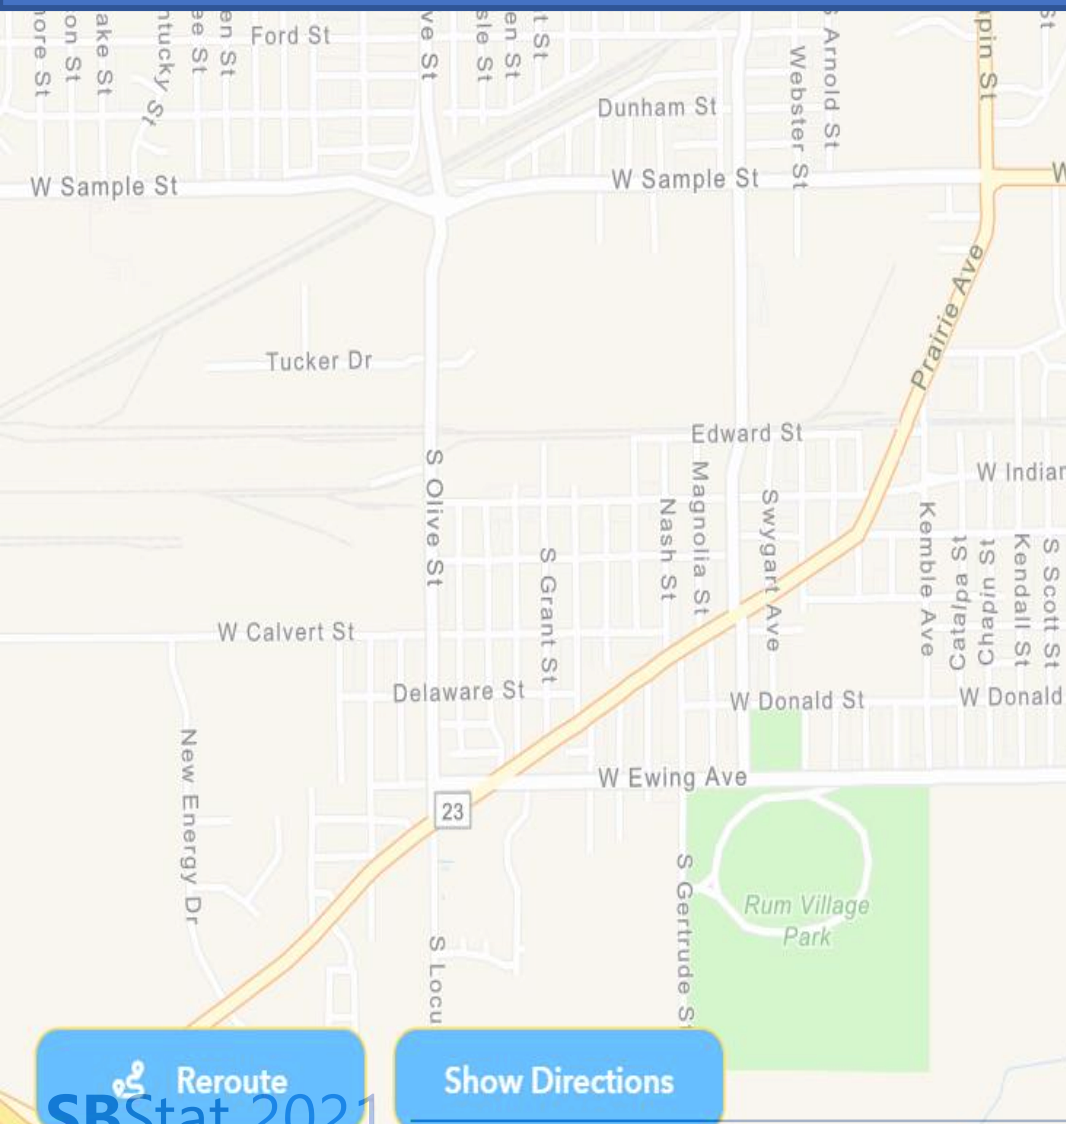 Ford St
Dunham St
Webster St
Arnold St
W Sample St
W Sample St
Prairie Ave
Tucker Dr
Edward St
S Olive St
Magnolia St
Nash St
Swygart Ave
S Grant St
Kemble Ave
Catalpa St
Chapin St
Kendall St
S Scott St
W Calvert St
Delaware St
W Donald St
W Donald
New Energy Dr
W Ewing Ave
23
S Gertrude St
Rum Village
Park
S Locu
Reroute
Show Directions
SBStat 2021